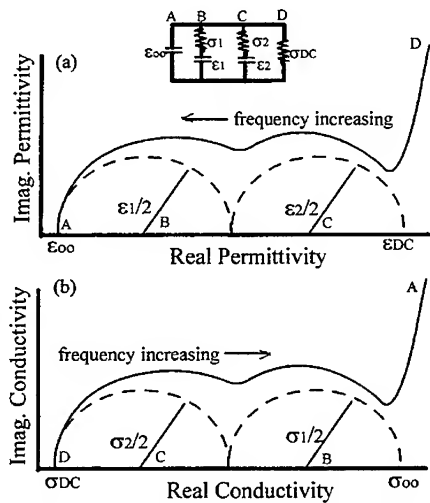 A B C D
ε∞ σ1 σ2 σDC
ε1 ε2
(a)
D
frequency increasing
Imag. Permittivity
ε1/2 ε2/2
A B C
ε∞ εDC
Real Permittivity
(b)
A
frequency increasing
Imag. Conductivity
σ2/2 σ1/2
D C B
σDC σ∞
Real Conductivity